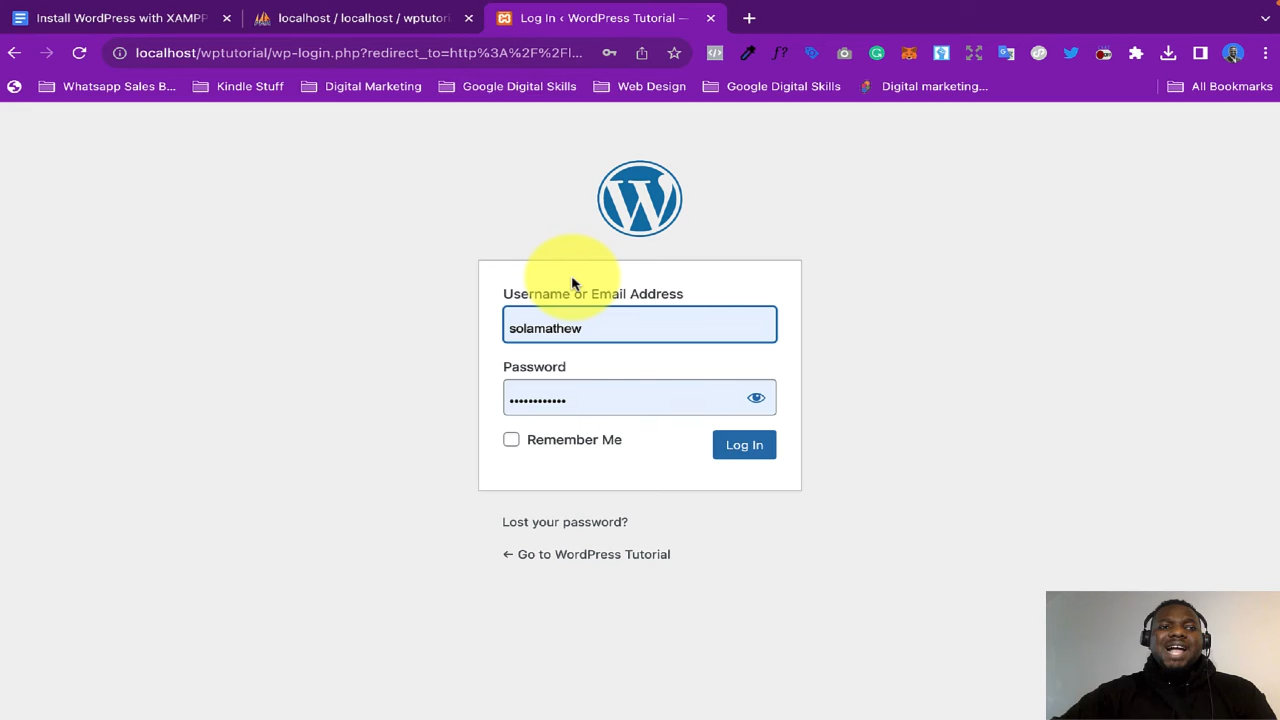 Install WordPress with XAMPP
localhost / localhost / wptutori
Log In ‹ WordPress Tutorial —
localhost/wptutorial/wp-login.php?redirect_to=http%3A%2F%2Fl...
Whatsapp Sales B...
Kindle Stuff
Digital Marketing
Google Digital Skills
Web Design
Google Digital Skills
Digital marketing...
All Bookmarks
Username or Email Address
solamathew
Password
••••••••••••
Remember Me
Log In
Lost your password?
← Go to WordPress Tutorial